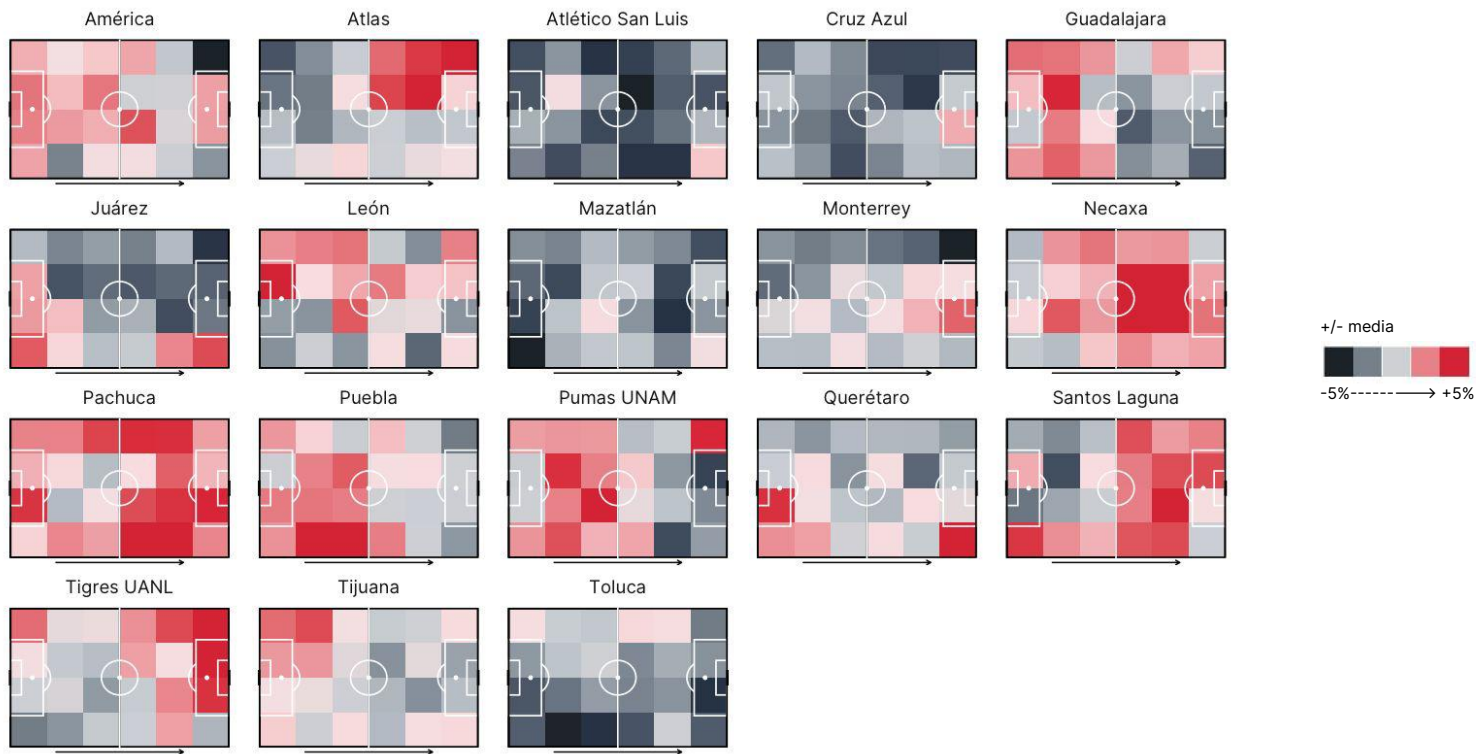 América
Atlas
Atlético San Luis
Cruz Azul
Guadalajara
Juárez
León
Mazatlán
Monterrey
Necaxa
Pachuca
Puebla
Pumas UNAM
Querétaro
Santos Laguna
Tigres UANL
Tijuana
Toluca
+/- media
-5%------→ +5%